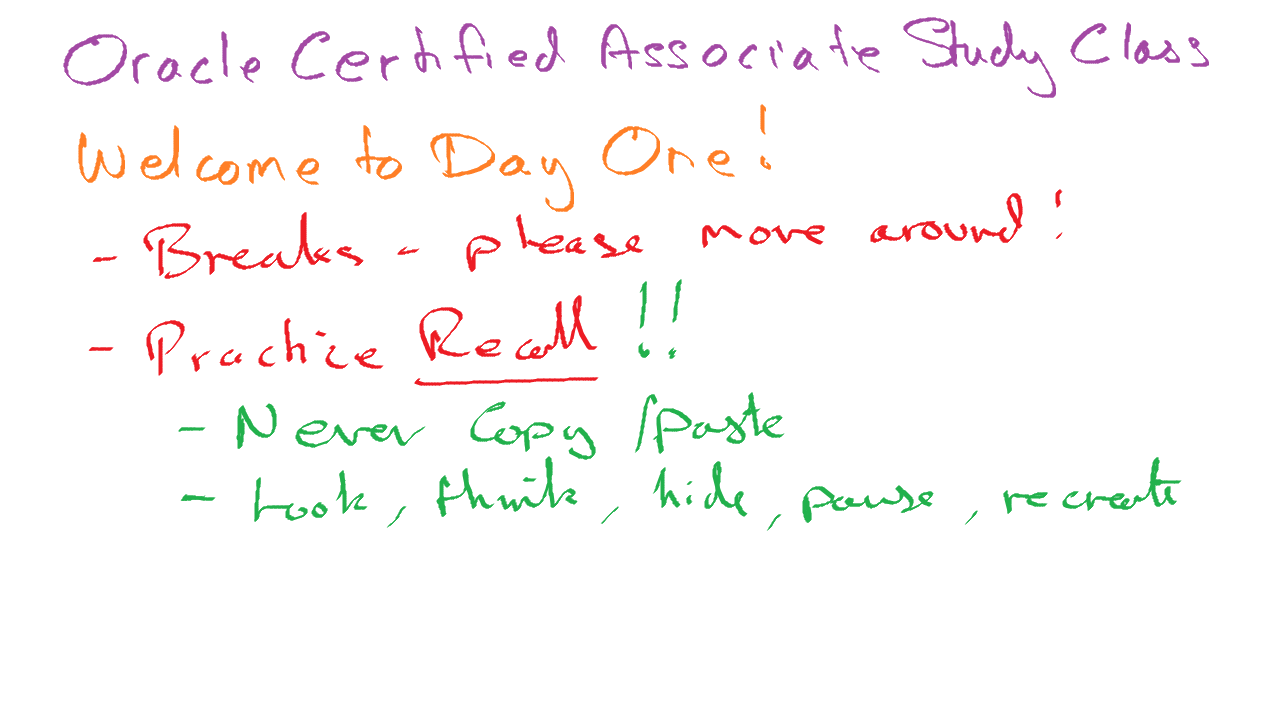 Oracle Certified Associate Study Class
Welcome to Day One!
- Breaks - please move around!
- Practice Recall !!
- Never Copy/paste
- Look, think, hide, pause, recreate